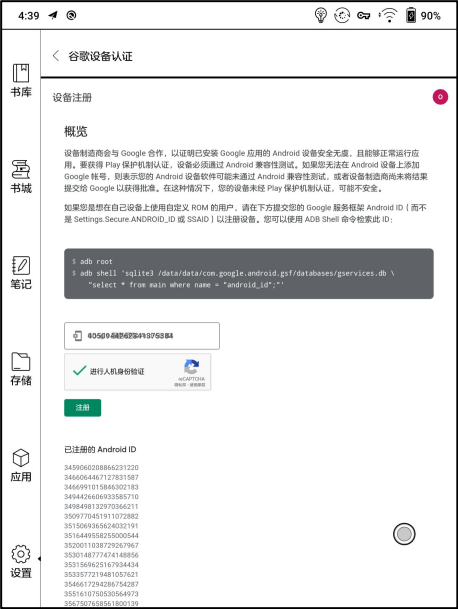 4:39
90%
谷歌设备认证
书库
书城
笔记
存储
应用
设置
设备注册
概览
设备制造商会与 Google 合作，以证明已安装 Google 应用的 Android 设备安全无虞，且能够正常运行应
用。要获得 Play 保护机制认证，设备必须通过 Android 兼容性测试。如果您无法在 Android 设备上添加
Google 帐号，则表示您的 Android 设备软件可能未通过 Android 兼容性测试，或者设备制造商尚未将结果
提交给 Google 以获得批准。在这种情况下，您的设备未经 Play 保护机制认证，可能不安全。
如果您是想在自己设备上使用自定义 ROM 的用户，请在下方提交您的 Google 服务框架 Android ID（而不
是 Settings.Secure.ANDROID_ID 或 SSAID）以注册设备。您可以使用 ADB Shell 命令检索此 ID：
$ adb root
$ adb shell 'sqlite3 /data/data/com.google.android.gsf/databases/gservices.db \
"select * from main where name = "android_id";"'
进行人机身份验证
reCAPTCHA
注册
已注册的 Android ID
3459060208866231220
3466064467127831587
3466991015846302183
3494426606933585710
3498498132970366211
3509770451911072882
3515069365624032191
3516449558255000544
3520011038729267967
3530148777474148856
3531569625167934434
3533577219481057621
3546617294286754287
3551610750530564973
3567507658561800139